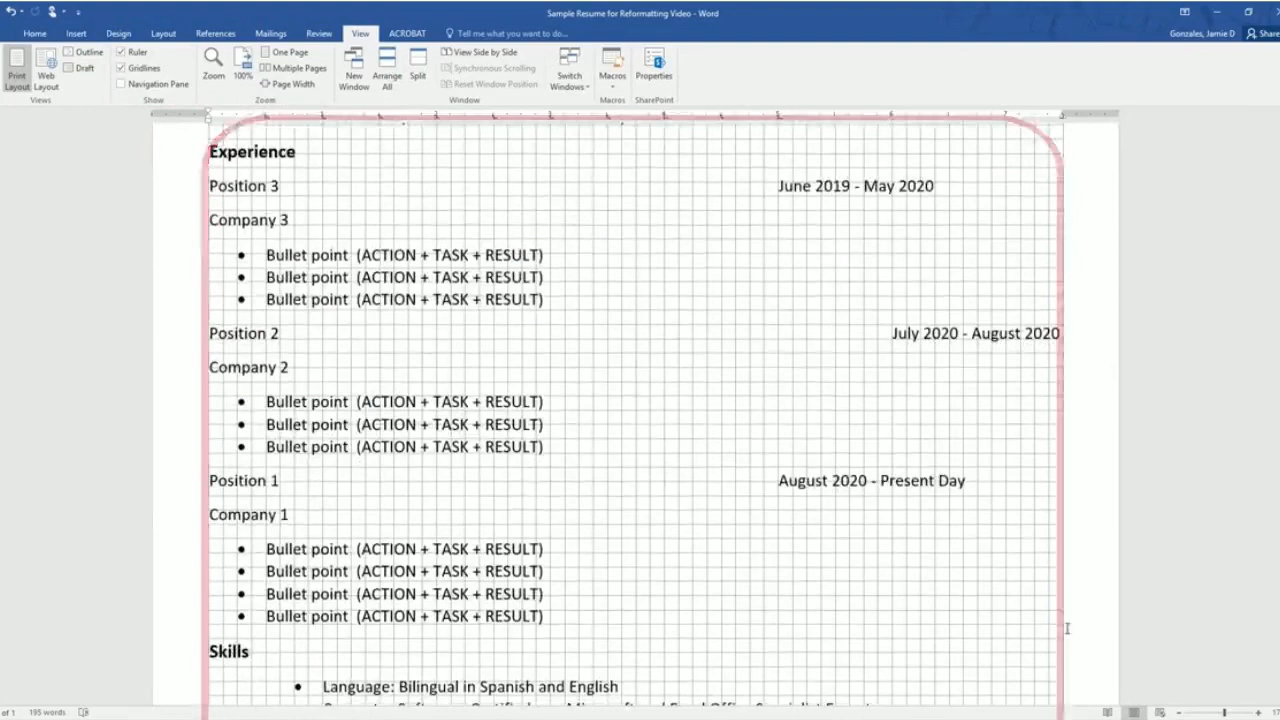 Sample Resume for Reformatting Video - Word
Gonzales, Jamie D Share
Home Insert Design Layout References Mailings Review View ACROBAT Tell me what you want to do...
Print Layout
Web Layout
Outline
Draft
Views
Ruler
Gridlines
Navigation Pane
Show
Zoom
100%
One Page
Multiple Pages
Page Width
Zoom
New Window
Arrange All
Split
View Side by Side
Synchronous Scrolling
Reset Window Position
Window
Switch Windows
Macros
Macros
Properties
SharePoint
Experience
Position 3 June 2019 - May 2020
Company 3
• Bullet point (ACTION + TASK + RESULT)
• Bullet point (ACTION + TASK + RESULT)
• Bullet point (ACTION + TASK + RESULT)
Position 2 July 2020 - August 2020
Company 2
• Bullet point (ACTION + TASK + RESULT)
• Bullet point (ACTION + TASK + RESULT)
• Bullet point (ACTION + TASK + RESULT)
Position 1 August 2020 - Present Day
Company 1
• Bullet point (ACTION + TASK + RESULT)
• Bullet point (ACTION + TASK + RESULT)
• Bullet point (ACTION + TASK + RESULT)
• Bullet point (ACTION + TASK + RESULT)
Skills
• Language: Bilingual in Spanish and English
of 1 195 words